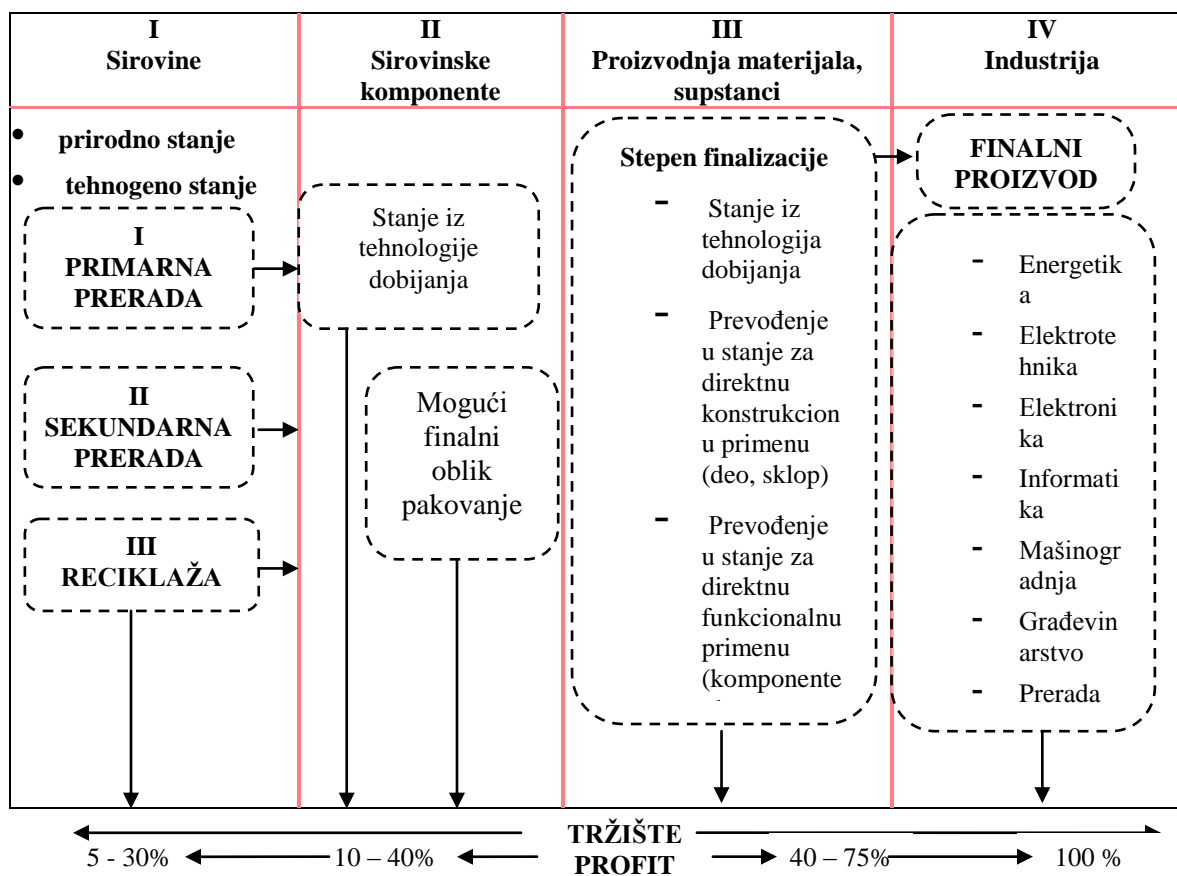 I
Sirovine
II
Sirovinske
komponente
III
Proizvodnja materijala,
supstanci
IV
Industrija
• prirodno stanje
• tehnogeno stanje
I
PRIMARNA
PRERADA
II
SEKUNDARNA
PRERADA
III
RECIKLAŽA
Stanje iz
tehnologije
dobijanja
Mogući
finalni
oblik
pakovanje
Stepen finalizacije
- Stanje iz
tehnologija
dobijanja
- Prevođenje
u stanje za
direktnu
konstrukcion
u primenu
(deo, sklop)
- Prevođenje
u stanje za
direktnu
funkcionalnu
primenu
(komponente
FINALNI
PROIZVOD
- Energetik
a
- Elektrote
hnika
- Elektroni
ka
- Informati
ka
- Mašinogr
adnja
- Građevin
arstvo
- Prerada
TRŽIŠTE
PROFIT
5 - 30%
10 – 40%
40 – 75%
100 %